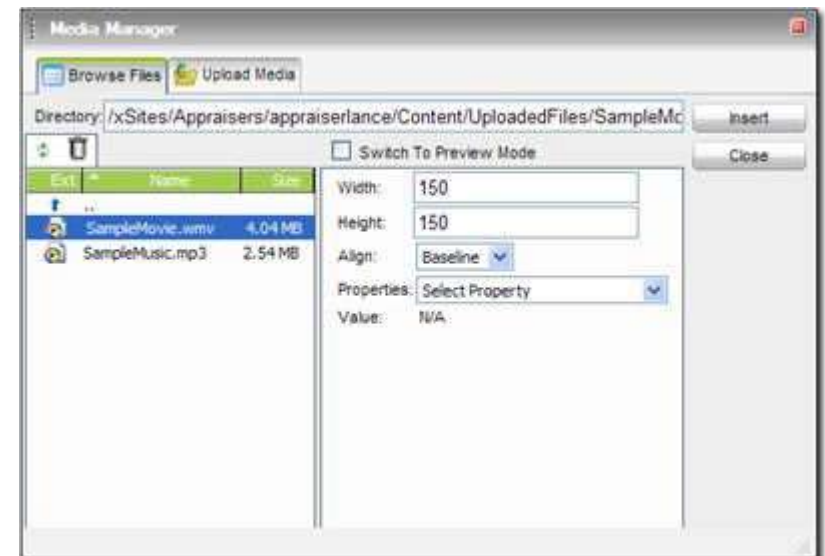 Media Manager
Browse Files Upload Media
Directory: /xSites/Appraisers/appraiserlance/Content/UploadedFiles/SampleMc Insert
Switch To Preview Mode Close
Ext Name Size
Width: 150
..
SampleMovie.wmv 4.04 MB
Height: 150
SampleMusic.mp3 2.54 MB
Align: Baseline
Properties: Select Property
Value: N/A